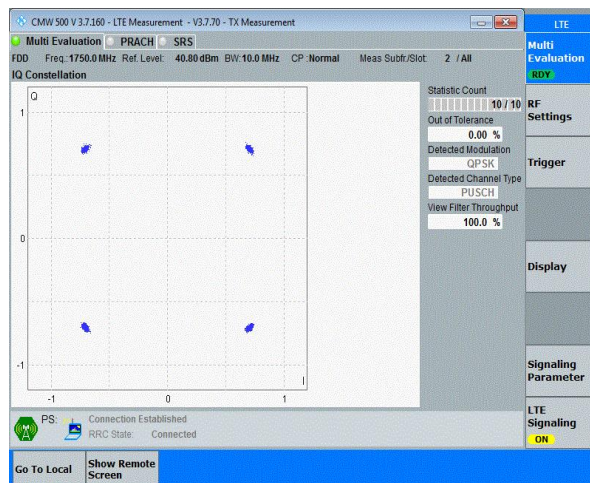 CMW 500 V 3.7.160 - LTE Measurement - V3.7.70 - TX Measurement
LTE
Multi Evaluation PRACH SRS
FDD Freq.:1750.0 MHz Ref. Level: 40.80 dBm BW:10.0 MHz CP :Normal Meas Subfr./Slot: 2 / All
IQ Constellation
Q
1
0
-1
-1 0 1
I
Statistic Count
10 / 10
Out of Tolerance
0.00 %
Detected Modulation
QPSK
Detected Channel Type
PUSCH
View Filter Throughput
100.0 %
Multi
Evaluation
RDY
RF
Settings
Trigger
Display
Signaling
Parameter
LTE
Signaling
ON
PS: Connection Established
RRC State: Connected
Go To Local
Show Remote
Screen